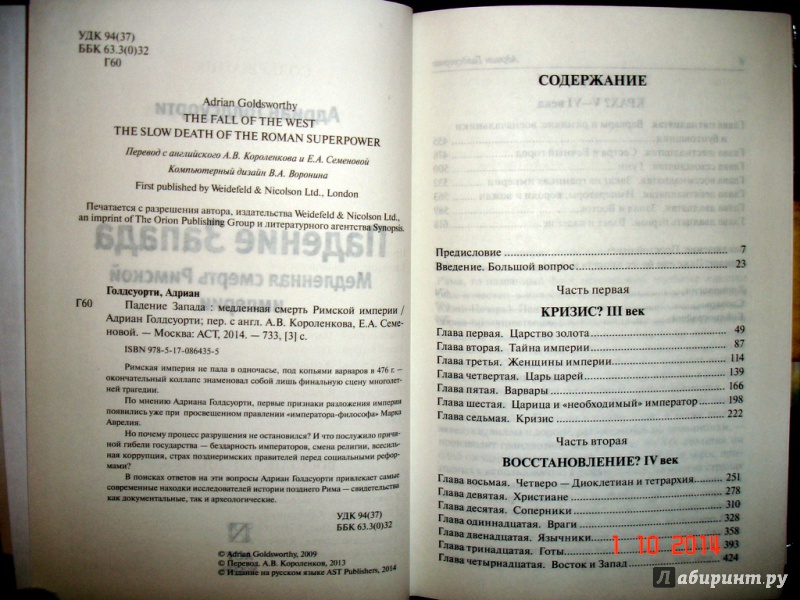 УДК 94(37)
ББК 63.3(0)32
Г60
Adrian Goldsworthy
THE FALL OF THE WEST
THE SLOW DEATH OF THE ROMAN SUPERPOWER
Перевод с английского А.В. Короленкова и Е.А. Семеновой
Компьютерный дизайн В.А. Воронина
First published by Weidefeld & Nicolson Ltd., London
Печатается с разрешения автора, издательства Weidefeld & Nicolson Ltd.,
an imprint of The Orion Publishing Group и литературного агентства Synopsis.
Голдсуорти, Адриан
Г60 Падение Запада : медленная смерть Римской империи /
Адриан Голдсуорти; пер. с англ. А.В. Короленкова, Е.А. Семе-
новой. — Москва: АСТ, 2014. — 733, [3] с.
ISBN 978-5-17-086435-5
Римская империя не пала в одночасье, под копьями варваров в 476 г. —
окончательный коллапс знаменовал собой лишь финальную сцену многолет-
ней трагедии.
По мнению Адриана Голдсуорти, первые признаки разложения империи
появились уже при просвещенном правлении «императора-философа» Марка
Аврелия.
Но почему процесс разрушения не остановился? И что послужило причи-
ной гибели государства — бездарность императоров, смена религии, всесиль-
ная коррупция, страх позднеримских правителей перед социальными рефор-
мами?
В поисках ответов на эти вопросы Адриан Голдсуорти привлекает самые
современные находки исследователей истории позднего Рима — свидетельства
как документальные, так и археологические.
УДК 94(37)
ББК 63.3(0)32
© Adrian Goldsworthy, 2009
© Перевод. А.В. Короленков, 2013
© Издание на русском языке AST Publishers, 2014
СОДЕРЖАНИЕ
Предисловие 7
Введение. Большой вопрос 23
Часть первая
КРИЗИС? III век
Глава первая. Царство золота 49
Глава вторая. Тайна империи 87
Глава третья. Женщины империи 114
Глава четвертая. Царь царей 139
Глава пятая. Варвары 166
Глава шестая. Царица и «необходимый» император 198
Глава седьмая. Кризис 222
Часть вторая
ВОССТАНОВЛЕНИЕ? IV век
Глава восьмая. Четверо — Диоклетиан и тетрархия 251
Глава девятая. Христиане 278
Глава десятая. Соперники 310
Глава одиннадцатая. Враги 328
Глава двенадцатая. Язычники 358
Глава тринадцатая. Готы 393
Глава четырнадцатая. Восток и Запад 424
1 10 2014
Лабиринт.ру